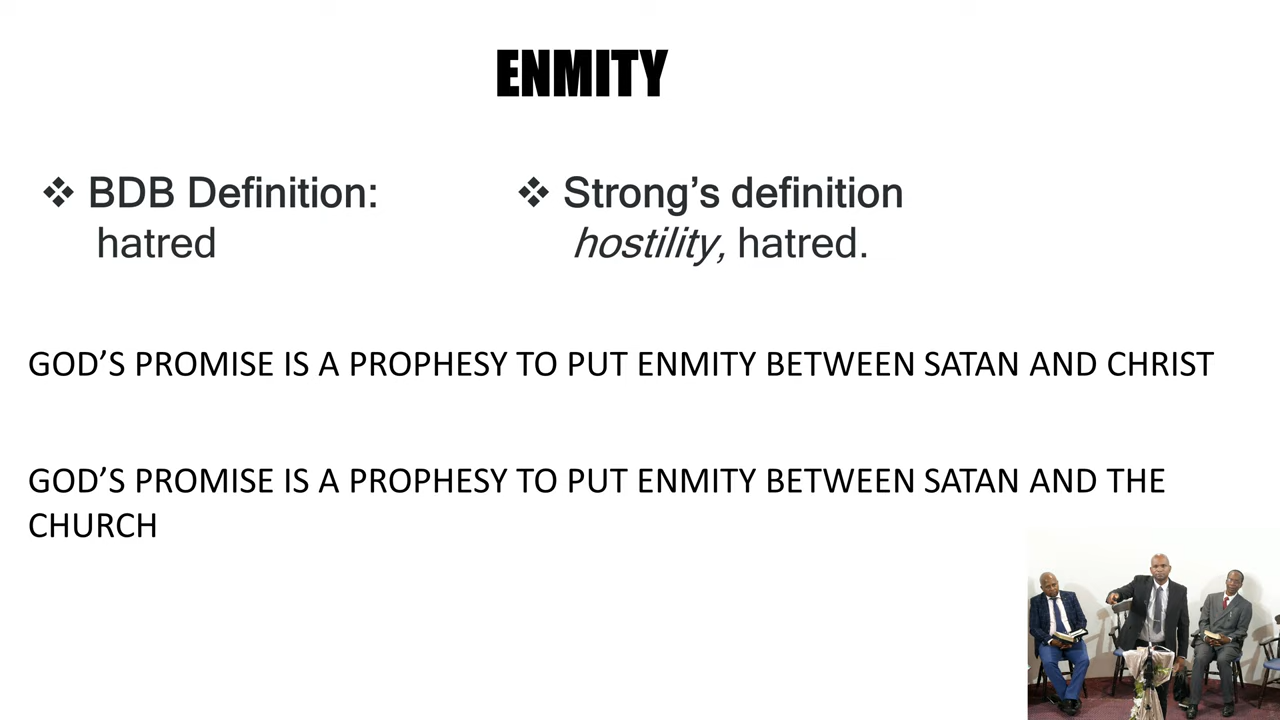 ENMITY
❖ BDB Definition:
hatred
❖ Strong’s definition
hostility, hatred.
GOD’S PROMISE IS A PROPHESY TO PUT ENMITY BETWEEN SATAN AND CHRIST
GOD’S PROMISE IS A PROPHESY TO PUT ENMITY BETWEEN SATAN AND THE
CHURCH